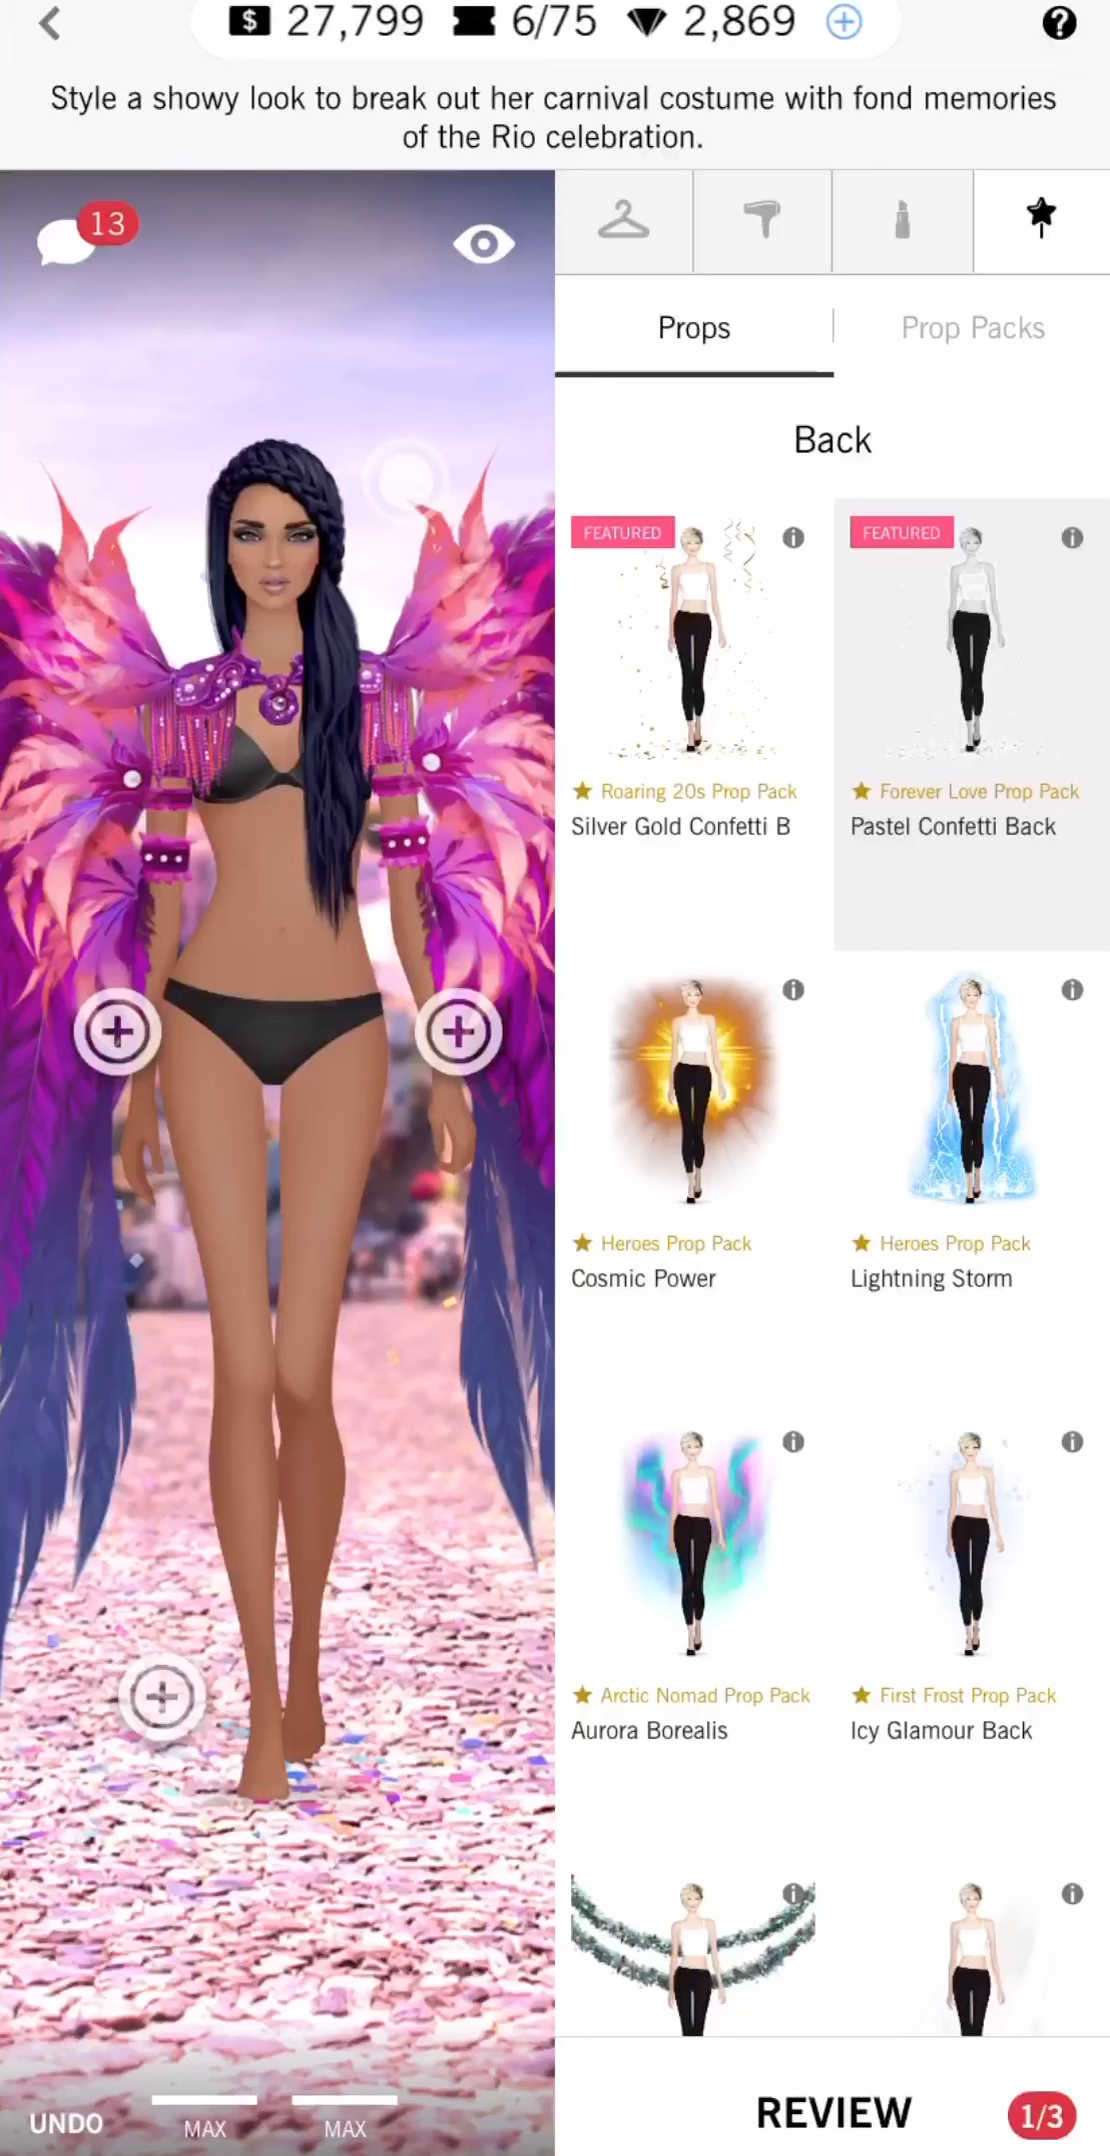 $ 27,799 6/75 2,869 + ?
Style a showy look to break out her carnival costume with fond memories
of the Rio celebration.
13
Props
Prop Packs
Back
FEATURED
★ Roaring 20s Prop Pack
Silver Gold Confetti B
FEATURED
★ Forever Love Prop Pack
Pastel Confetti Back
★ Heroes Prop Pack
Cosmic Power
★ Heroes Prop Pack
Lightning Storm
★ Arctic Nomad Prop Pack
Aurora Borealis
★ First Frost Prop Pack
Icy Glamour Back
UNDO
MAX
MAX
REVIEW
1/3